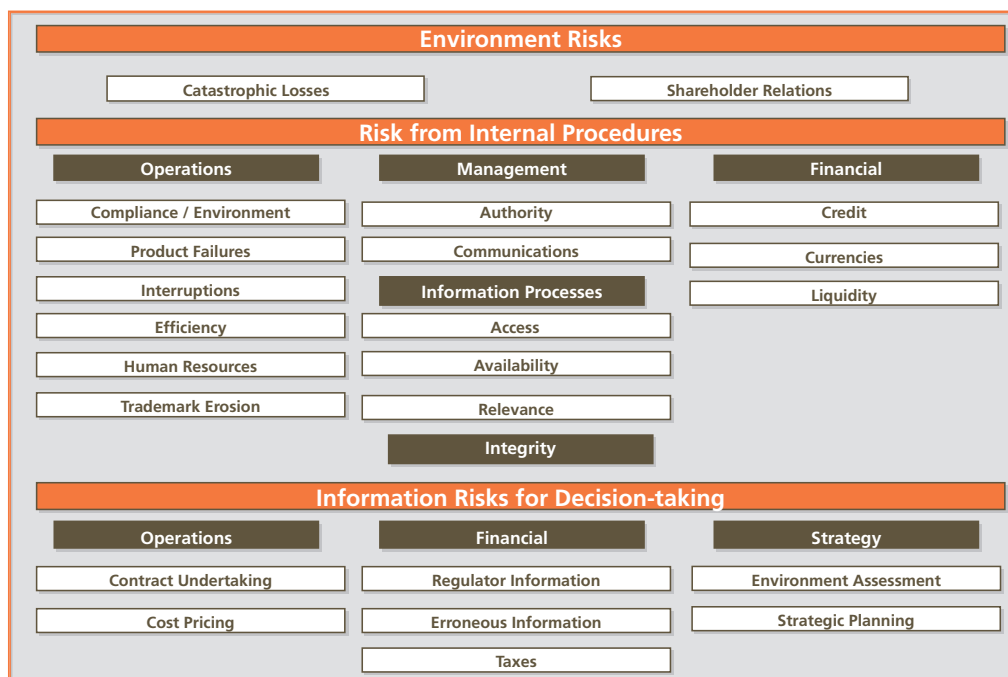 Environment Risks
Catastrophic Losses
Shareholder Relations
Risk from Internal Procedures
Operations
Compliance / Environment
Product Failures
Interruptions
Efficiency
Human Resources
Trademark Erosion
Management
Authority
Communications
Information Processes
Access
Availability
Relevance
Integrity
Financial
Credit
Currencies
Liquidity
Information Risks for Decision-taking
Operations
Contract Undertaking
Cost Pricing
Financial
Regulator Information
Erroneous Information
Taxes
Strategy
Environment Assessment
Strategic Planning